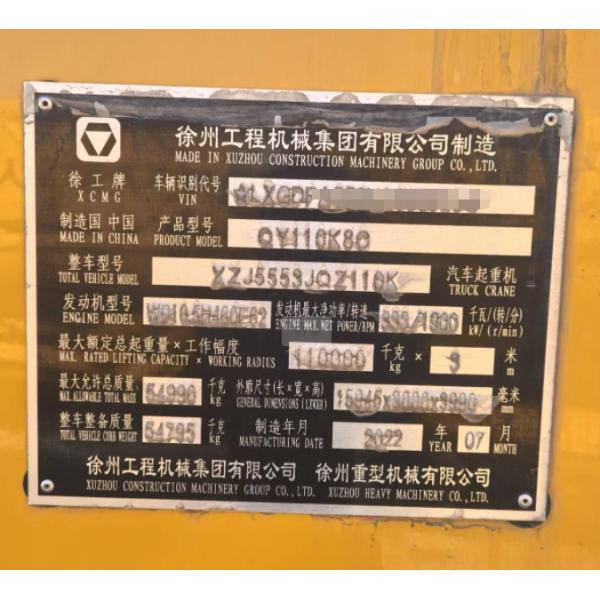 徐州工程机械集团有限公司制造
MADE IN XUZHOU CONSTRUCTION MACHINERY GROUP CO.,LTD.
徐工牌 车辆识别代号
XCMG VIN
制造国 中国 产品型号 QY110K8C
MADE IN CHINA PRODUCT MODEL
整车型号 XZJ5553JQZ110K 汽车起重机
TOTAL VEHICLE MODEL TRUCK CRANE
发动机型号 发动机最大净功率/转速 千瓦/(转/分)
ENGINE MODEL ENGINE MAX. NET POWER/RPM kW/(r/min)
最大额定总起重量×工作幅度 110000 千克 × 3 米
MAX. RATED LIFTING CAPACITY × WORKING RADIUS kg m
最大允许总质量 千克 外廓尺寸(长×宽×高) 毫米
MAX. ALLOWABLE TOTAL MASS kg GENERAL DIMENSIONS (LXWXH) mm
整车整备质量 54795 千克 制造年月 2022 年 07 月
TOTAL VEHICLE CURB WEIGHT kg MANUFACTURING DATE YEAR MONTH
徐州工程机械集团有限公司 徐州重型机械有限公司
XUZHOU CONSTRUCTION MACHINERY GROUP CO.,LTD. XUZHOU HEAVY MACHINERY CO.,LTD.